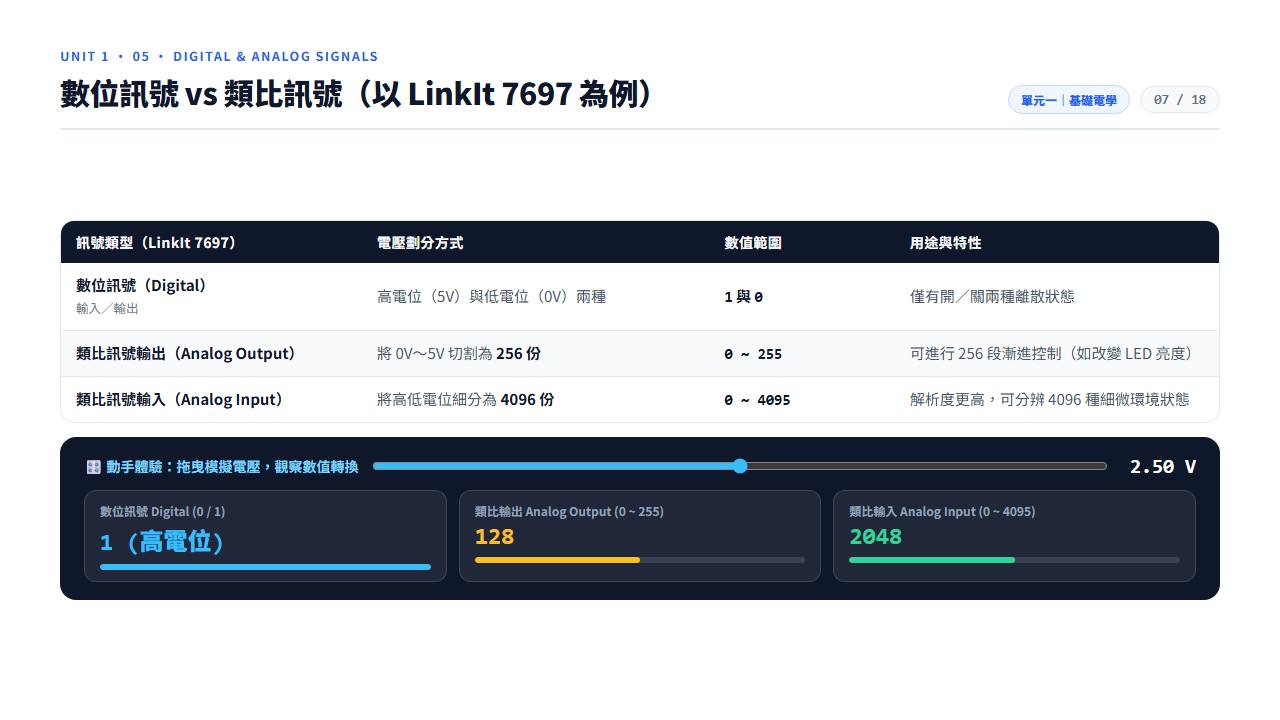 UNIT 1 • 05 • DIGITAL & ANALOG SIGNALS
數位訊號 vs 類比訊號（以 LinkIt 7697 為例）
單元一｜基礎電學
07 / 18
訊號類型（LinkIt 7697） 電壓劃分方式 數值範圍 用途與特性
數位訊號（Digital）
輸入／輸出
高電位（5V）與低電位（0V）兩種 1 與 0 僅有開／關兩種離散狀態
類比訊號輸出（Analog Output） 將 0V～5V 切割為 256 份 0 ~ 255 可進行 256 段漸進控制（如改變 LED 亮度）
類比訊號輸入（Analog Input） 將高低電位細分為 4096 份 0 ~ 4095 解析度更高，可分辨 4096 種細微環境狀態
動手體驗：拖曳模擬電壓，觀察數值轉換 2.50 V
數位訊號 Digital (0 / 1)
1（高電位）
類比輸出 Analog Output (0 ~ 255)
128
類比輸入 Analog Input (0 ~ 4095)
2048